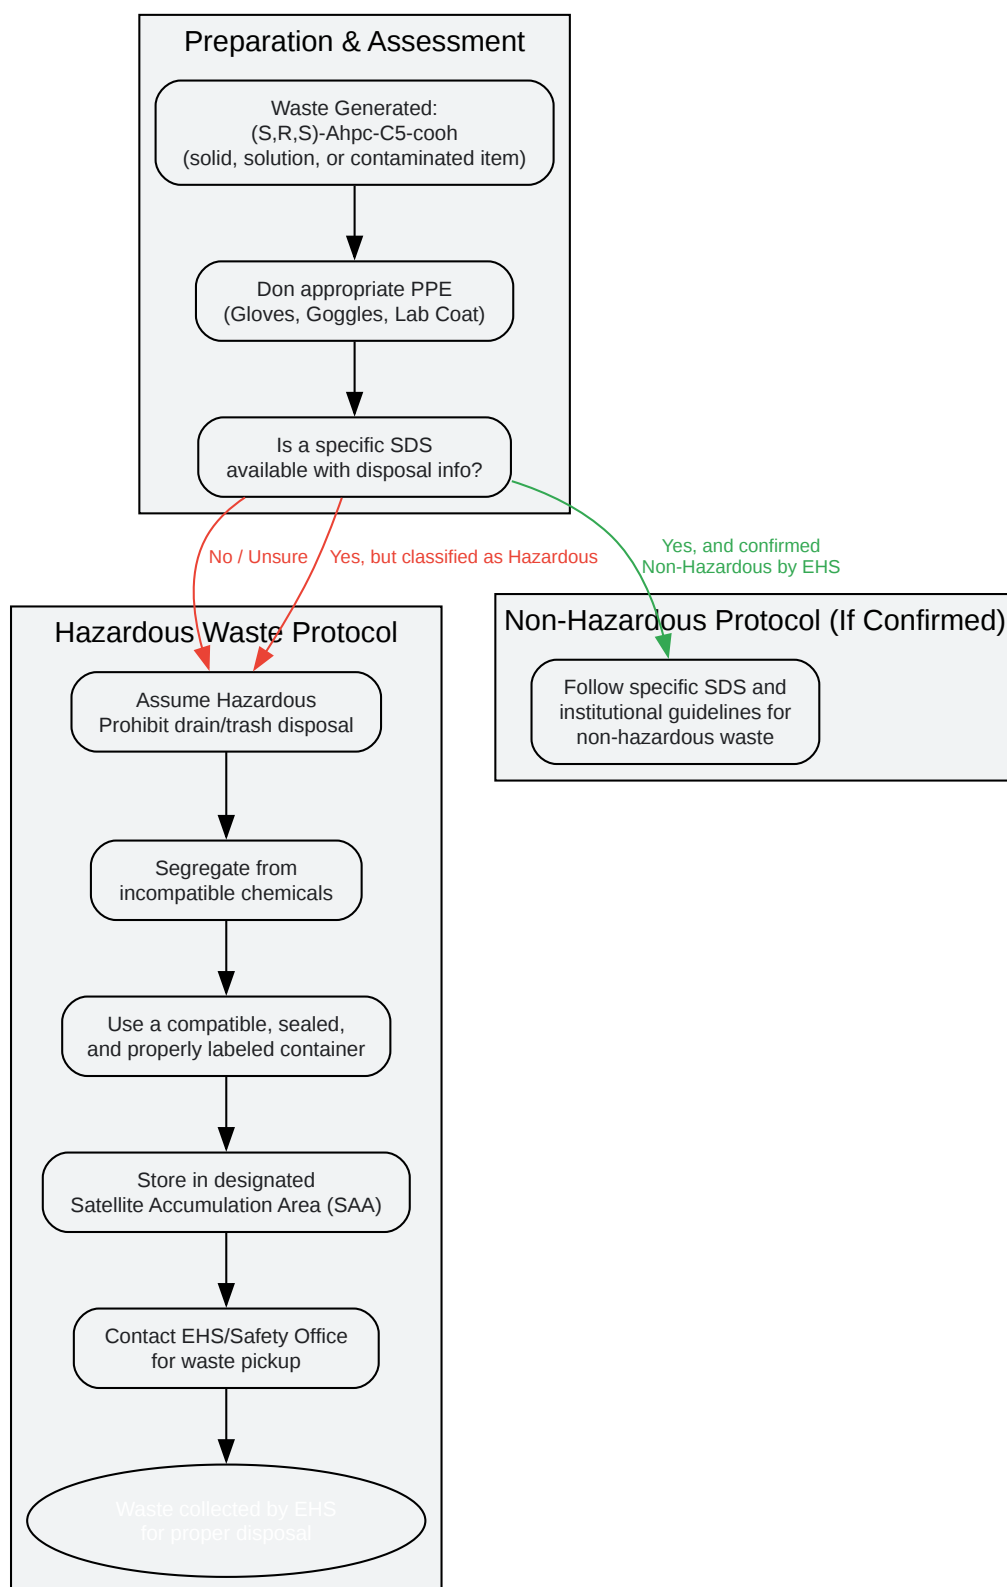 Preparation & Assessment
Waste Generated:
(S,R,S)-Ahpc-C5-cooh
(solid, solution, or contaminated item)
Don appropriate PPE
(Gloves, Goggles, Lab Coat)
Is a specific SDS
available with disposal info?
No / Unsure
Yes, but classified as Hazardous
Yes, and confirmed
Non-Hazardous by EHS
Hazardous Waste Protocol
Assume Hazardous
Prohibit drain/trash disposal
Segregate from
incompatible chemicals
Use a compatible, sealed,
and properly labeled container
Store in designated
Satellite Accumulation Area (SAA)
Contact EHS/Safety Office
for waste pickup
Waste collected by EHS
for proper disposal
Non-Hazardous Protocol (If Confirmed)
Follow specific SDS and
institutional guidelines for
non-hazardous waste